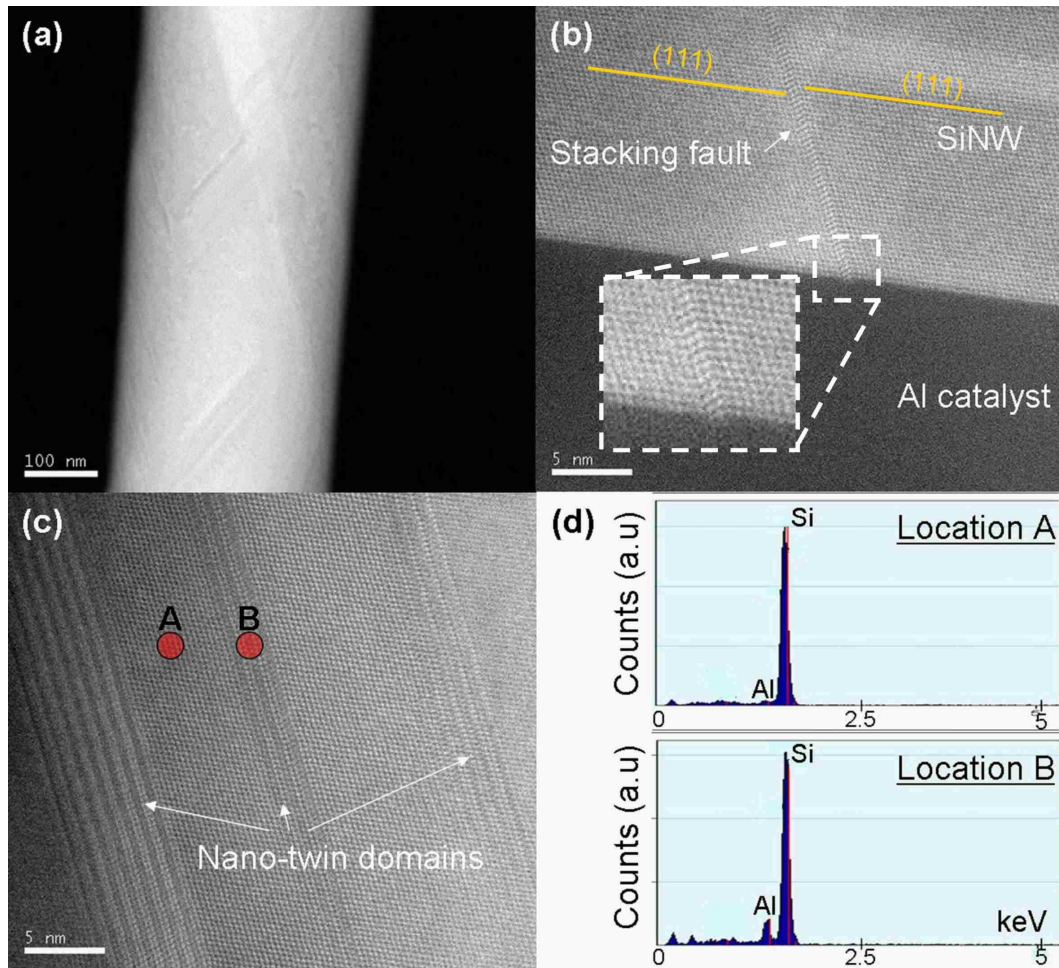 (a)
100 nm
(b)
(111)
(111)
SiNW
Stacking fault
Al catalyst
5 nm
(c)
A
B
Nano-twin domains
5 nm
(d)
Si
Location A
Counts (a.u)
Al
0
2.5
5
Si
Location B
Counts (a.u)
Al
keV
0
2.5
5